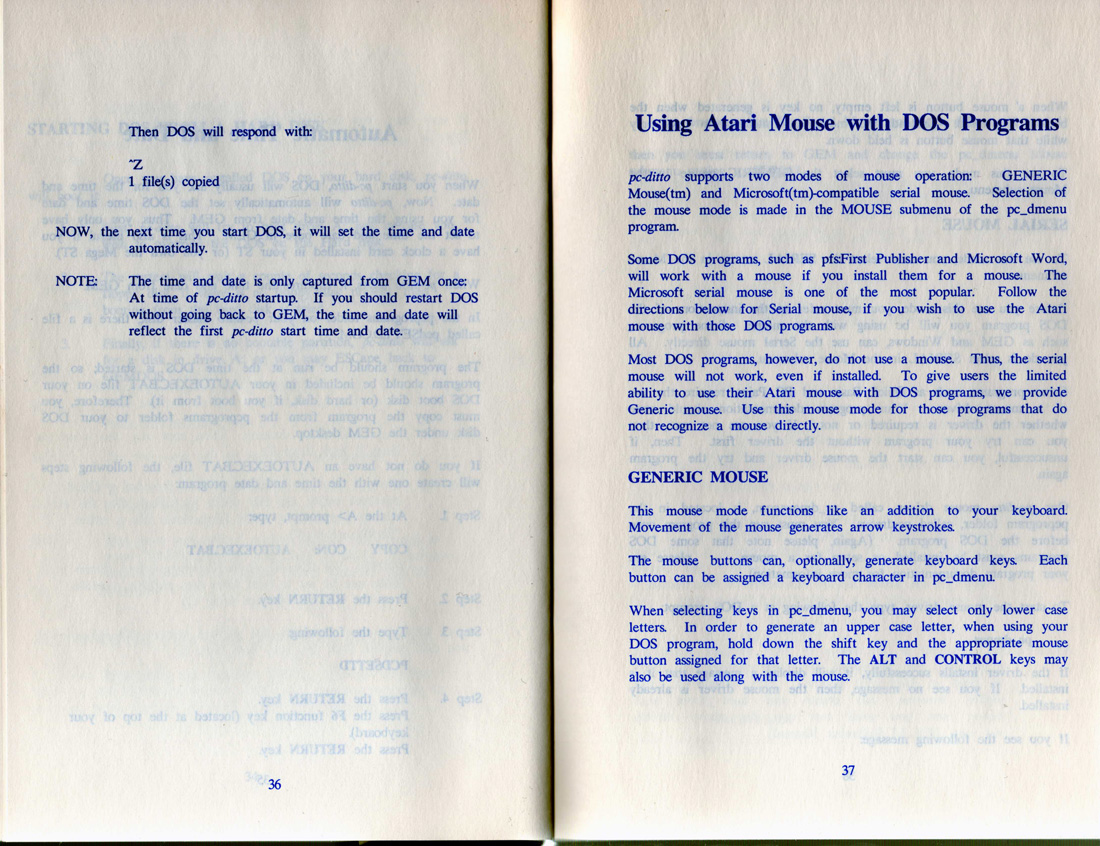 Then DOS will respond with:
^Z
1 file(s) copied
NOW, the next time you start DOS, it will set the time and date
automatically.
NOTE: The time and date is only captured from GEM once:
At time of pc-ditto startup. If you should restart DOS
without going back to GEM, the time and date will
reflect the first pc-ditto start time and date.
36
Using Atari Mouse with DOS Programs
pc-ditto supports two modes of mouse operation: GENERIC
Mouse(tm) and Microsoft(tm)-compatible serial mouse. Selection of
the mouse mode is made in the MOUSE submenu of the pc_dmenu
program.
Some DOS programs, such as pfs:First Publisher and Microsoft Word,
will work with a mouse if you install them for a mouse. The
Microsoft serial mouse is one of the most popular. Follow the
directions below for Serial mouse, if you wish to use the Atari
mouse with those DOS programs.
Most DOS programs, however, do not use a mouse. Thus, the serial
mouse will not work, even if installed. To give users the limited
ability to use their Atari mouse with DOS programs, we provide
Generic mouse. Use this mouse mode for those programs that do
not recognize a mouse directly.
GENERIC MOUSE
This mouse mode functions like an addition to your keyboard.
Movement of the mouse generates arrow keystrokes.
The mouse buttons can, optionally, generate keyboard keys. Each
button can be assigned a keyboard character in pc_dmenu.
When selecting keys in pc_dmenu, you may select only lower case
letters. In order to generate an upper case letter, when using your
DOS program, hold down the shift key and the appropriate mouse
button assigned for that letter. The ALT and CONTROL keys may
also be used along with the mouse.
37